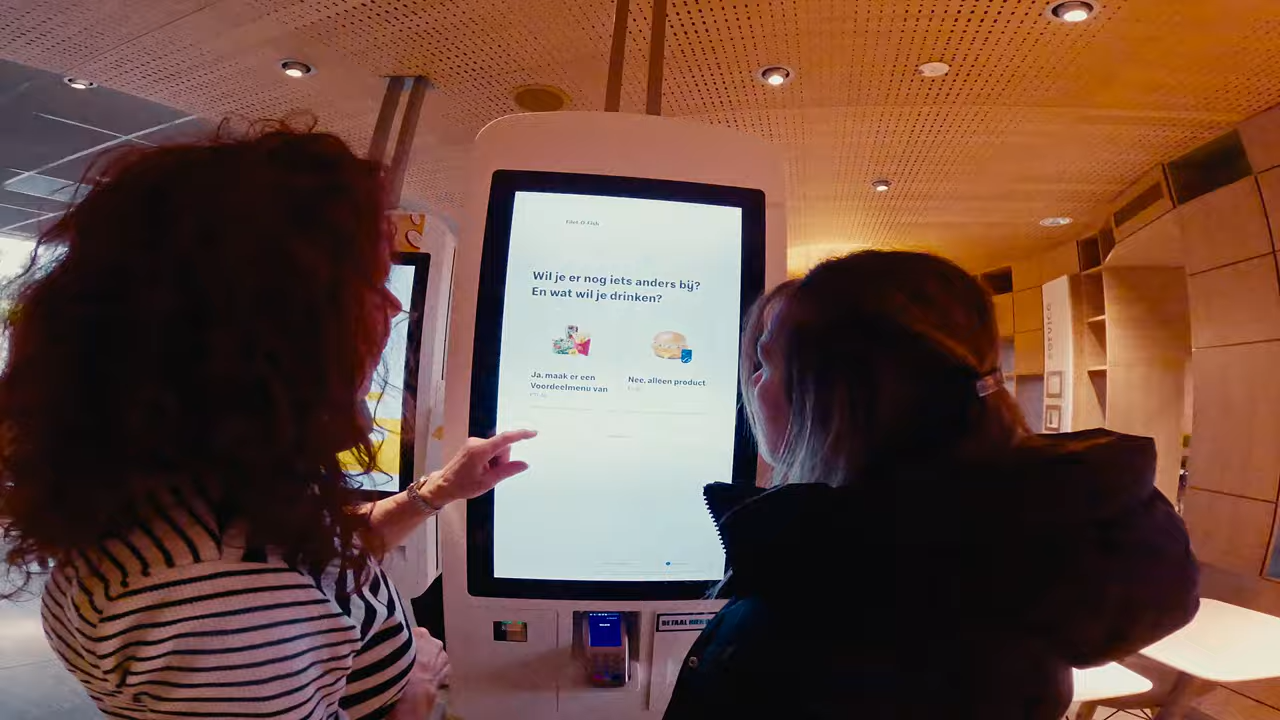 Filet-O-Fish
Wil je er nog iets anders bij?
En wat wil je drinken?
Ja, maak er een
Voordeelmenu van
Nee, alleen product
BETAAL HIER
SERVICE